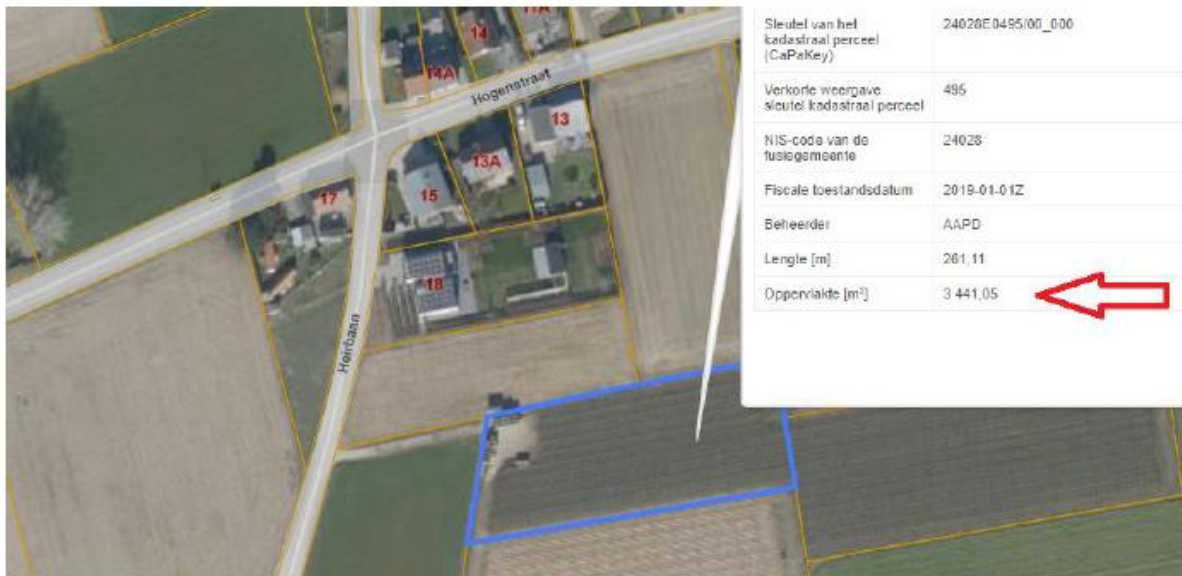 11A
14
14A
Hogenstraat
13
13A
15
17
18
Heirbaan
Sleutel van het
kadastraal perceel
(CaPaKey)
24028E0495/00_000
Verkorte weergave
sleutel kadastraal perceel
495
NIS-code van de
fusiegemeente
24028
Fiscale toestandsdatum
2019-01-01Z
Beheerder
AAPD
Lengte [m]
261,11
Oppervlakte [m²]
3 441,05